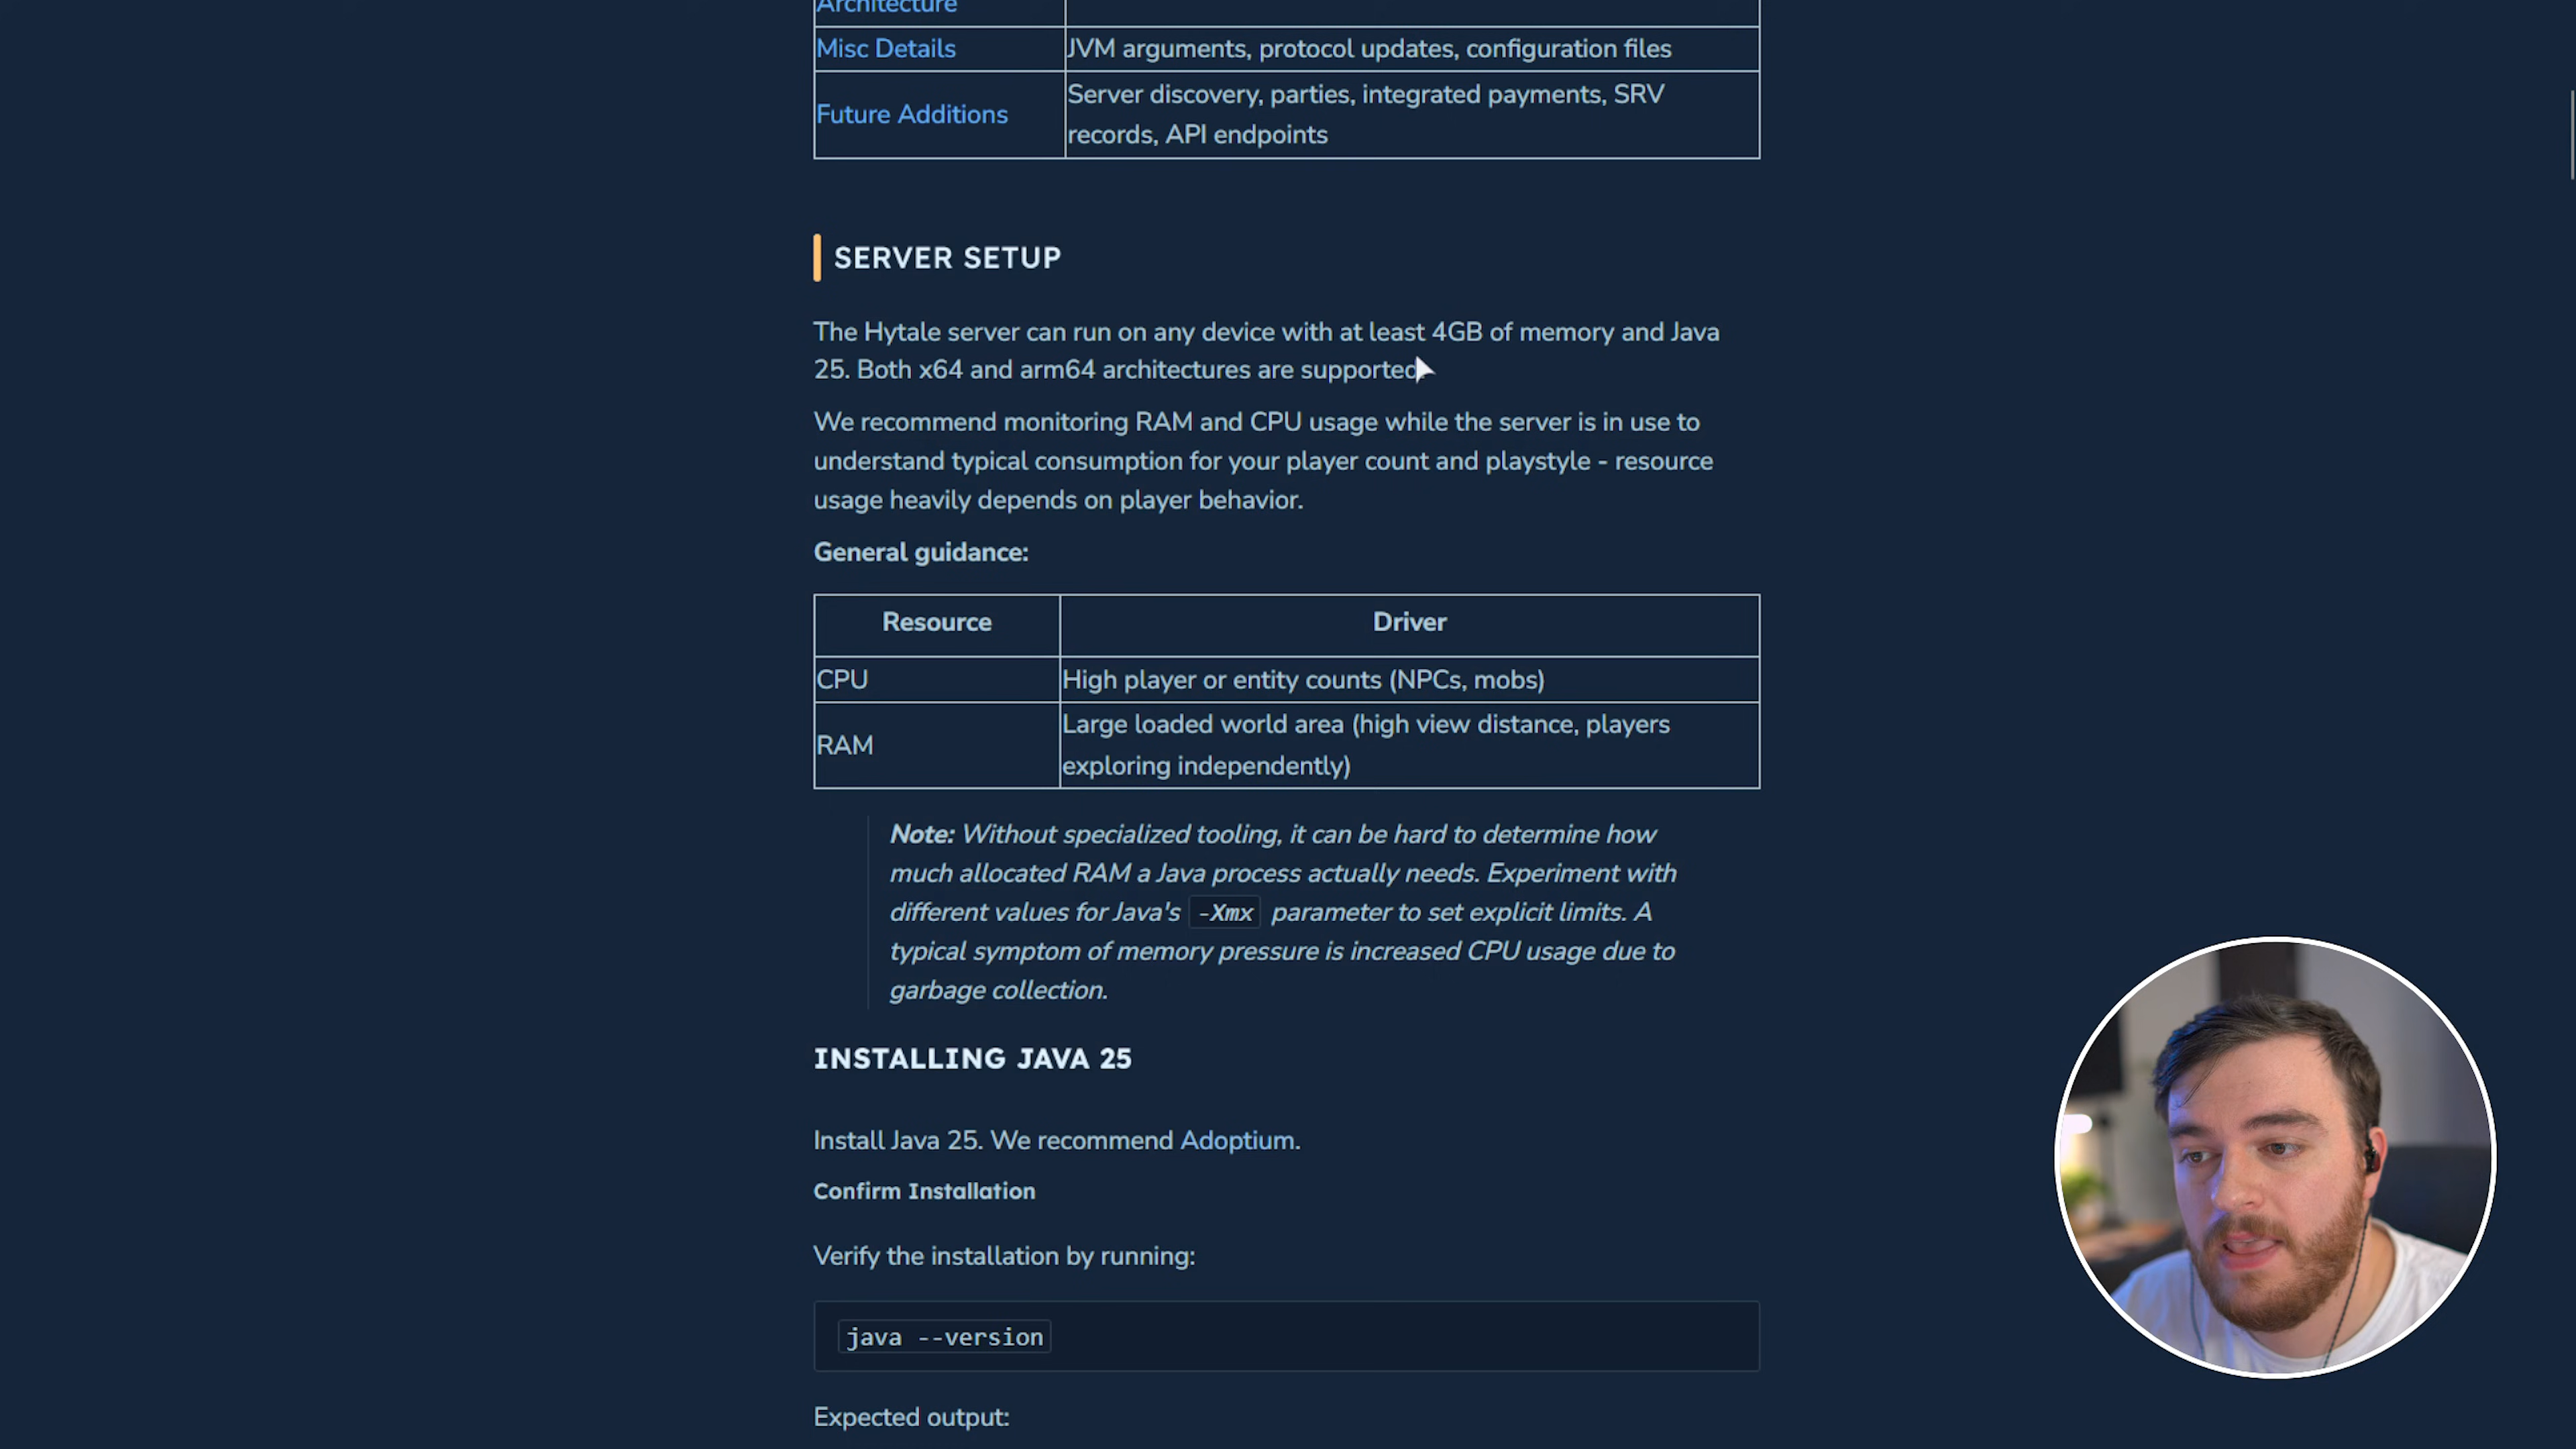 Architecture
Misc Details
JVM arguments, protocol updates, configuration files
Future Additions
Server discovery, parties, integrated payments, SRV
records, API endpoints
SERVER SETUP
The Hytale server can run on any device with at least 4GB of memory and Java
25. Both x64 and arm64 architectures are supported.
We recommend monitoring RAM and CPU usage while the server is in use to
understand typical consumption for your player count and playstyle - resource
usage heavily depends on player behavior.
General guidance:
Resource
Driver
CPU
High player or entity counts (NPCs, mobs)
RAM
Large loaded world area (high view distance, players
exploring independently)
Note: Without specialized tooling, it can be hard to determine how
much allocated RAM a Java process actually needs. Experiment with
different values for Java's -Xmx parameter to set explicit limits. A
typical symptom of memory pressure is increased CPU usage due to
garbage collection.
INSTALLING JAVA 25
Install Java 25. We recommend Adoptium.
Confirm Installation
Verify the installation by running:
java --version
Expected output: